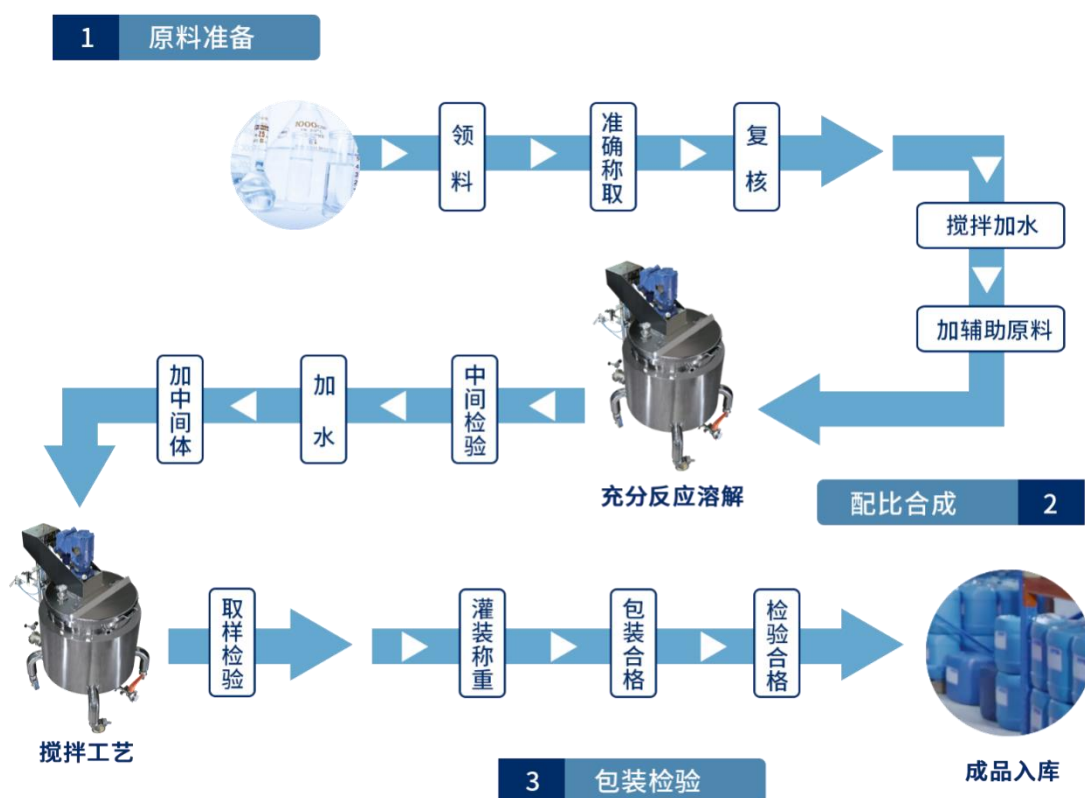 1 原料准备
领料
准确称取
复核
搅拌加水
加辅助原料
充分反应溶解
配比合成 2
中间检验
加水
加中间体
搅拌工艺
取样检验
灌装称重
包装合格
检验合格
成品入库
3 包装检验